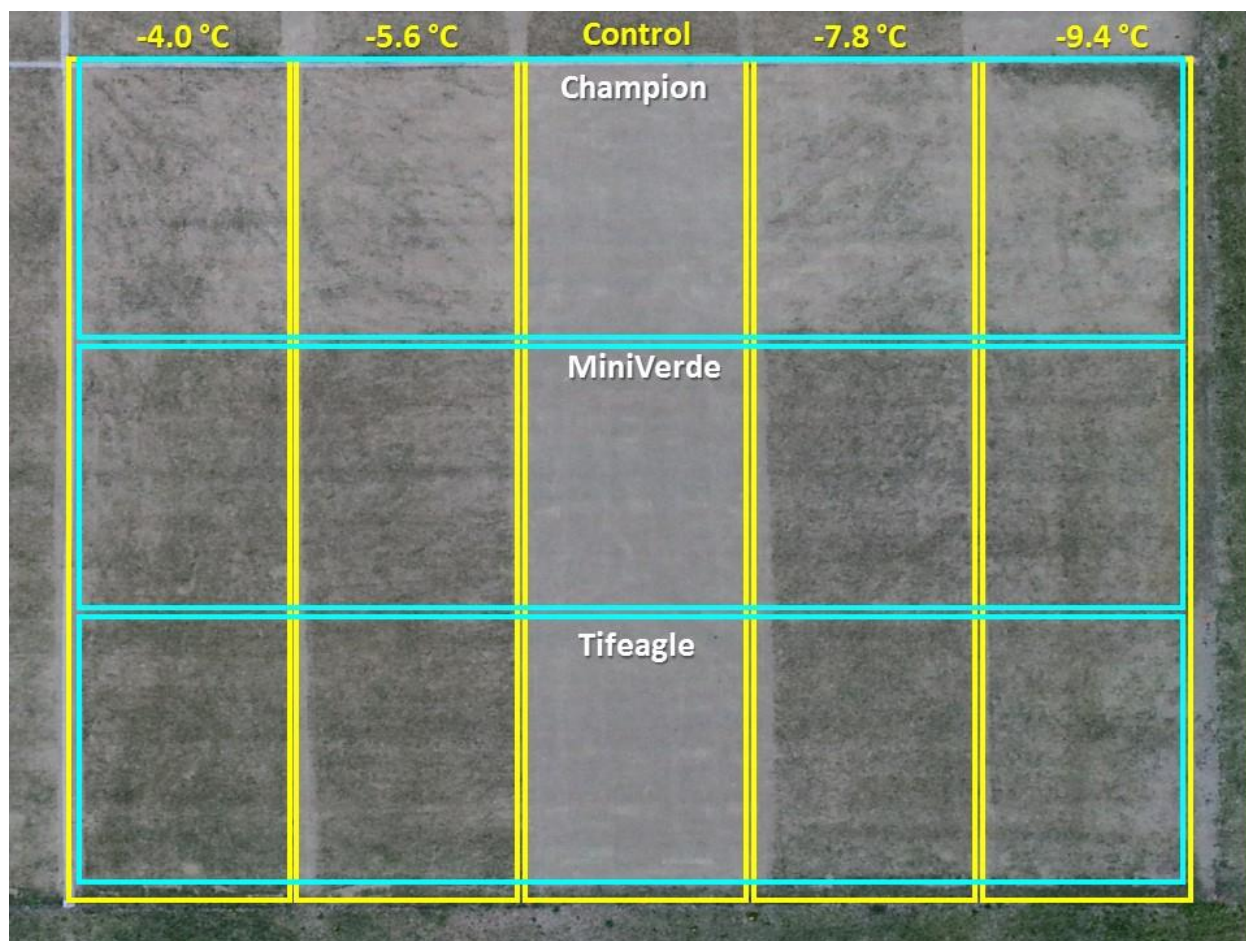 -4.0 °C
-5.6 °C
Control
-7.8 °C
-9.4 °C
Champion
MiniVerde
Tifeagle